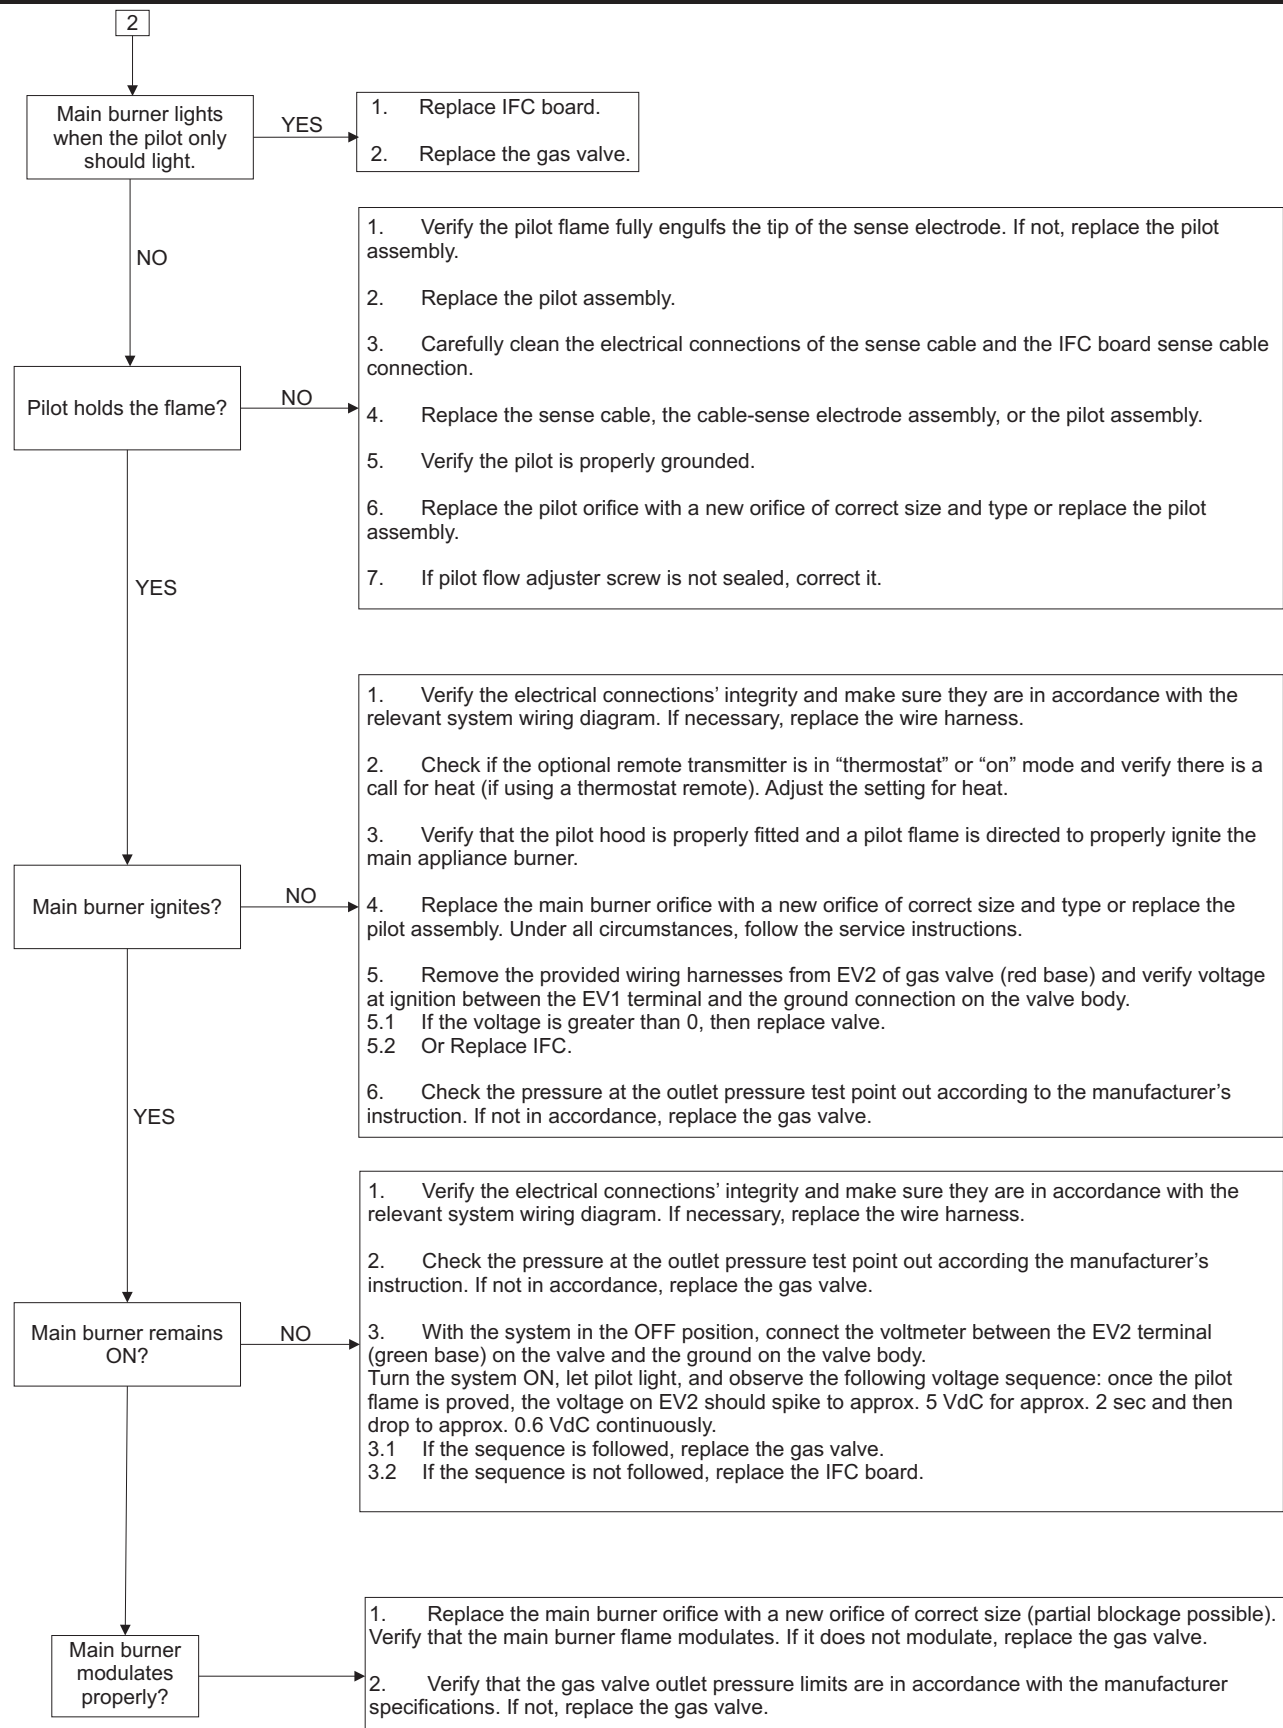 2
Main burner lights
when the pilot only
should light.
YES
1. Replace IFC board.
2. Replace the gas valve.
NO
1. Verify the pilot flame fully engulfs the tip of the sense electrode. If not, replace the pilot
assembly.
2. Replace the pilot assembly.
3. Carefully clean the electrical connections of the sense cable and the IFC board sense cable
connection.
4. Replace the sense cable, the cable-sense electrode assembly, or the pilot assembly.
5. Verify the pilot is properly grounded.
6. Replace the pilot orifice with a new orifice of correct size and type or replace the pilot
assembly.
7. If pilot flow adjuster screw is not sealed, correct it.
Pilot holds the flame?
NO
YES
1. Verify the electrical connections’ integrity and make sure they are in accordance with the
relevant system wiring diagram. If necessary, replace the wire harness.
2. Check if the optional remote transmitter is in “thermostat” or “on” mode and verify there is a
call for heat (if using a thermostat remote). Adjust the setting for heat.
3. Verify that the pilot hood is properly fitted and a pilot flame is directed to properly ignite the
main appliance burner.
4. Replace the main burner orifice with a new orifice of correct size and type or replace the
pilot assembly. Under all circumstances, follow the service instructions.
5. Remove the provided wiring harnesses from EV2 of gas valve (red base) and verify voltage
at ignition between the EV1 terminal and the ground connection on the valve body.
5.1 If the voltage is greater than 0, then replace valve.
5.2 Or Replace IFC.
6. Check the pressure at the outlet pressure test point out according to the manufacturer’s
instruction. If not in accordance, replace the gas valve.
Main burner ignites?
NO
YES
1. Verify the electrical connections’ integrity and make sure they are in accordance with the
relevant system wiring diagram. If necessary, replace the wire harness.
2. Check the pressure at the outlet pressure test point out according the manufacturer’s
instruction. If not in accordance, replace the gas valve.
3. With the system in the OFF position, connect the voltmeter between the EV2 terminal
(green base) on the valve and the ground on the valve body.
Turn the system ON, let pilot light, and observe the following voltage sequence: once the pilot
flame is proved, the voltage on EV2 should spike to approx. 5 VdC for approx. 2 sec and then
drop to approx. 0.6 VdC continuously.
3.1 If the sequence is followed, replace the gas valve.
3.2 If the sequence is not followed, replace the IFC board.
Main burner remains
ON?
NO
1. Replace the main burner orifice with a new orifice of correct size (partial blockage possible).
Verify that the main burner flame modulates. If it does not modulate, replace the gas valve.
2. Verify that the gas valve outlet pressure limits are in accordance with the manufacturer
specifications. If not, replace the gas valve.
Main burner
modulates
properly?